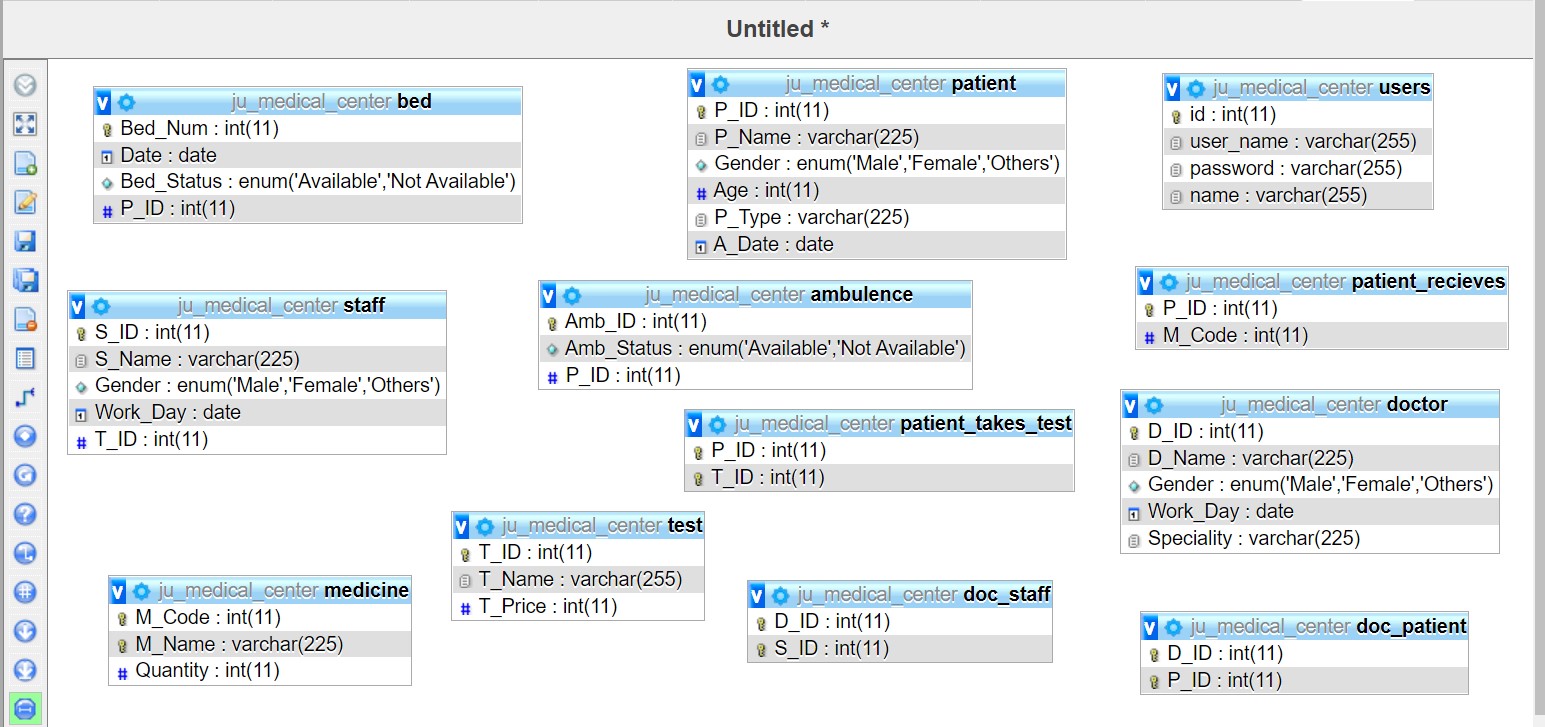 Untitled *
ju_medical_center bed
Bed_Num : int(11)
Date : date
Bed_Status : enum('Available','Not Available')
P_ID : int(11)
ju_medical_center patient
P_ID : int(11)
P_Name : varchar(225)
Gender : enum('Male','Female','Others')
Age : int(11)
P_Type : varchar(225)
A_Date : date
ju_medical_center users
id : int(11)
user_name : varchar(255)
password : varchar(255)
name : varchar(255)
ju_medical_center staff
S_ID : int(11)
S_Name : varchar(225)
Gender : enum('Male','Female','Others')
Work_Day : date
T_ID : int(11)
ju_medical_center ambulence
Amb_ID : int(11)
Amb_Status : enum('Available','Not Available')
P_ID : int(11)
ju_medical_center patient_recieves
P_ID : int(11)
M_Code : int(11)
ju_medical_center patient_takes_test
P_ID : int(11)
T_ID : int(11)
ju_medical_center doctor
D_ID : int(11)
D_Name : varchar(225)
Gender : enum('Male','Female','Others')
Work_Day : date
Speciality : varchar(225)
ju_medical_center test
T_ID : int(11)
T_Name : varchar(255)
T_Price : int(11)
ju_medical_center medicine
M_Code : int(11)
M_Name : varchar(225)
Quantity : int(11)
ju_medical_center doc_staff
D_ID : int(11)
S_ID : int(11)
ju_medical_center doc_patient
D_ID : int(11)
P_ID : int(11)